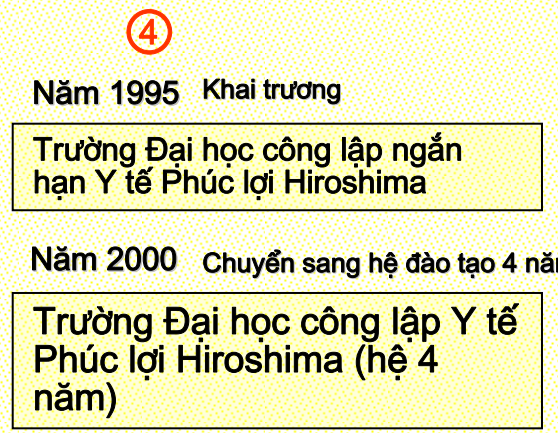 ④
Năm 1995 Khai trương
Trường Đại học công lập ngắn
hạn Y tế Phúc lợi Hiroshima
Năm 2000 Chuyển sang hệ đào tạo 4 nă
Trường Đại học công lập Y tế
Phúc lợi Hiroshima (hệ 4
năm)